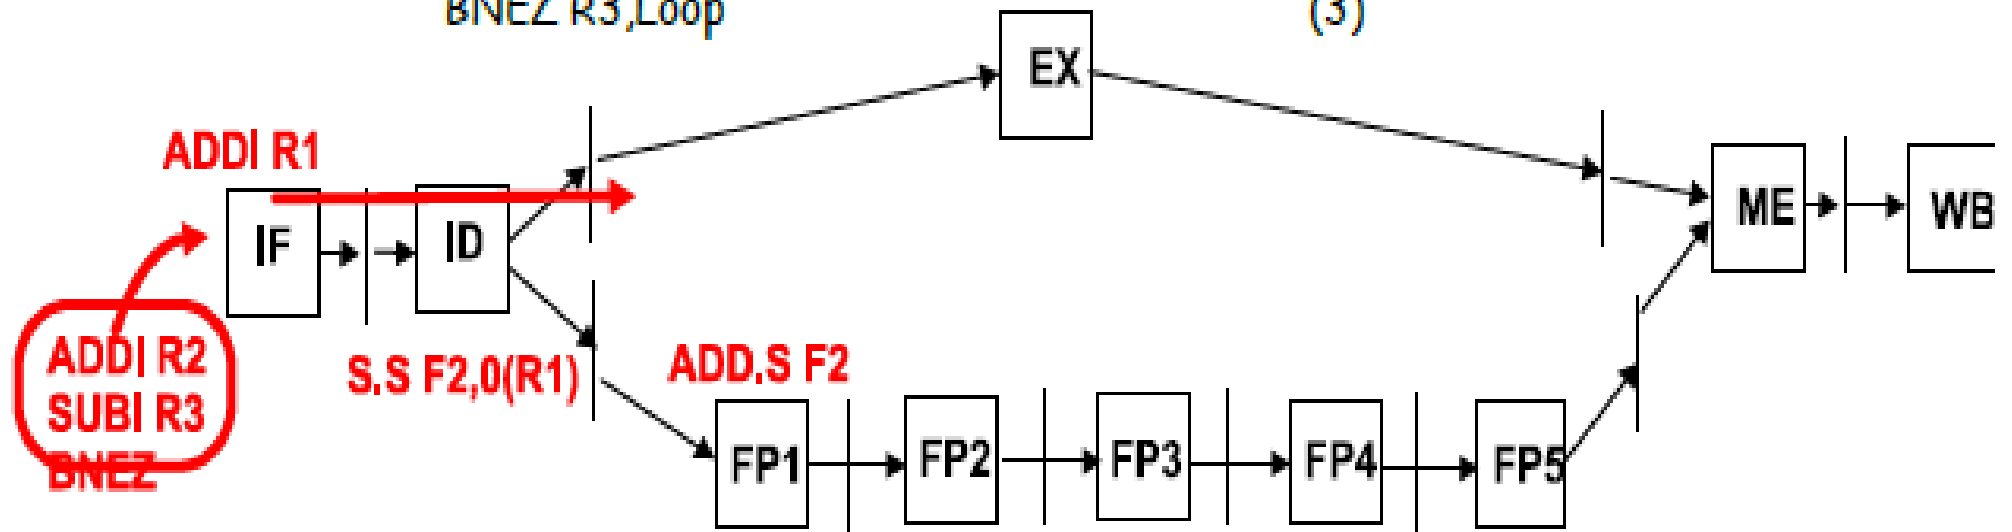 BNEZ R3,Loop (3)
EX
ADDI R1
IF
ID
ME
WB
ADDI R2
SUBI R3
BNEZ
S.S F2,0(R1)
ADD.S F2
FP1
FP2
FP3
FP4
FP5